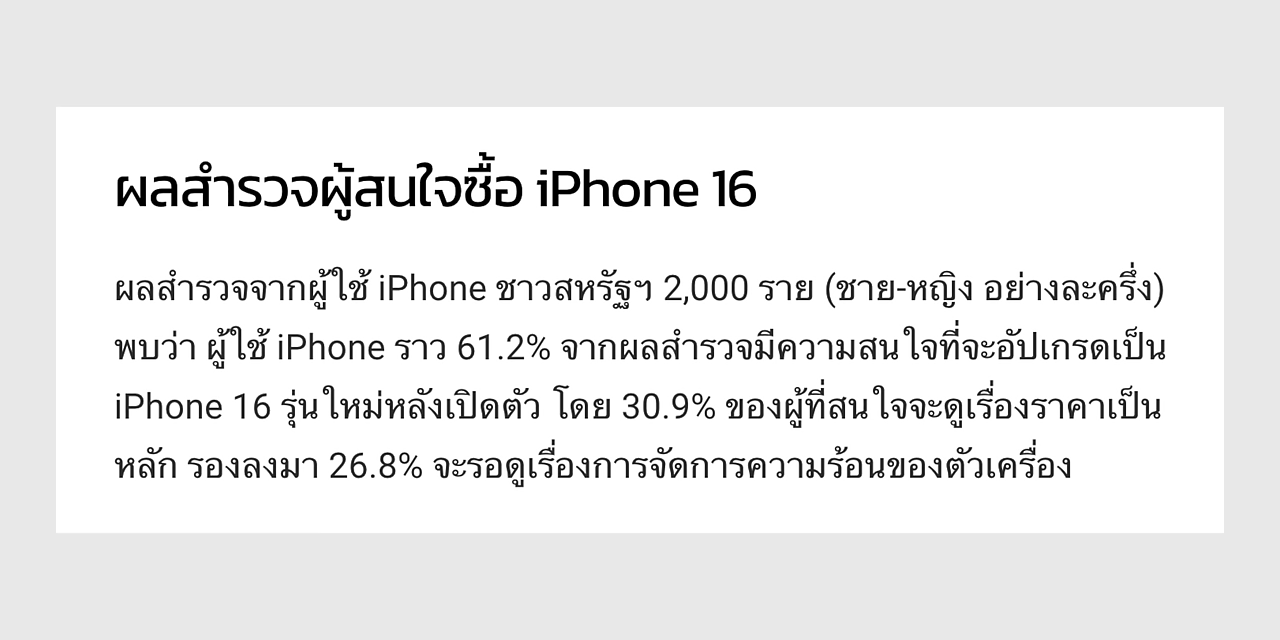 ผลสำรวจผู้สนใจซื้อ iPhone 16
ผลสำรวจจากผู้ใช้ iPhone ชาวสหรัฐฯ 2,000 ราย (ชาย-หญิง อย่างละครึ่ง)
พบว่า ผู้ใช้ iPhone ราว 61.2% จากผลสำรวจมีความสนใจที่จะอัปเกรดเป็น
iPhone 16 รุ่นใหม่หลังเปิดตัว โดย 30.9% ของผู้ที่สนใจจะดูเรื่องราคาเป็น
หลัก รองลงมา 26.8% จะรอดูเรื่องการจัดการความร้อนของตัวเครื่อง